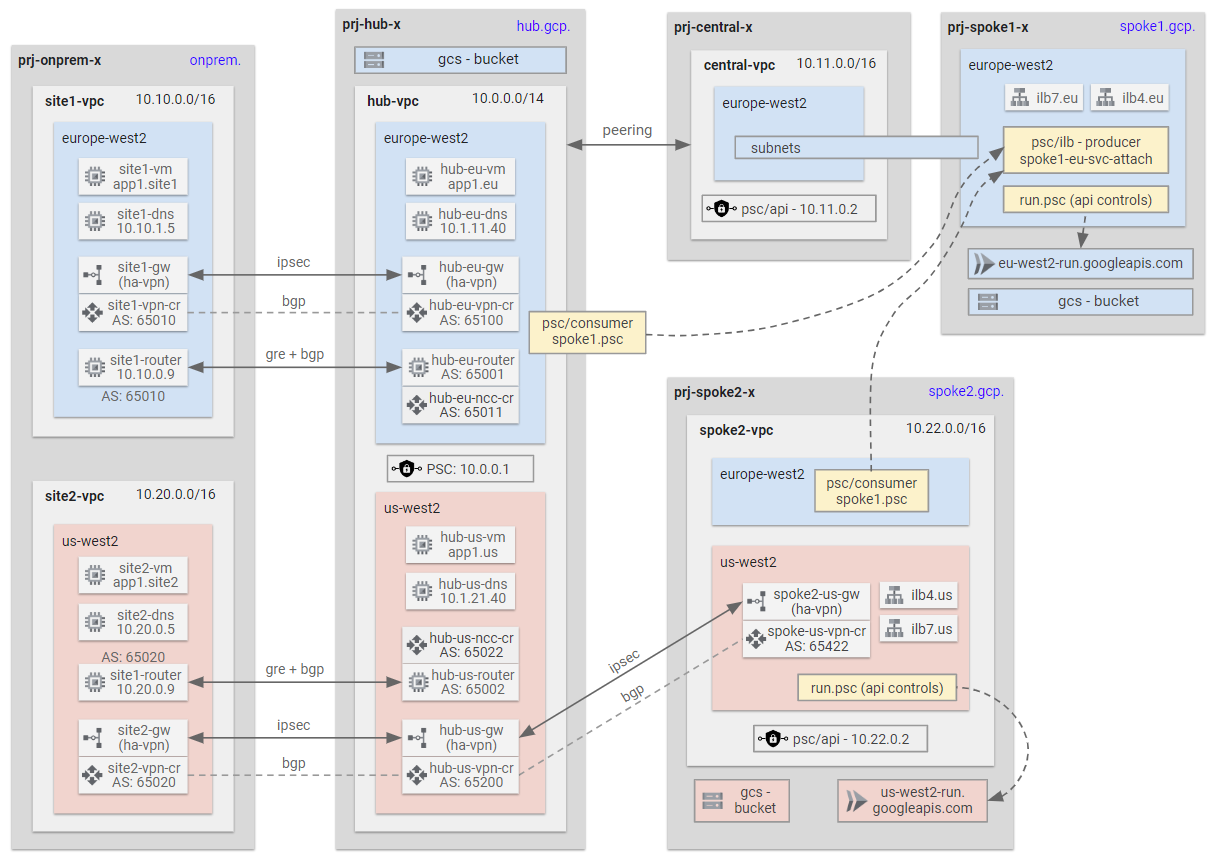 prj-onprem-x
onprem.
site1-vpc
10.10.0.0/16
europe-west2
site1-vm
app1.site1
site1-dns
10.10.1.5
site1-gw
(ha-vpn)
site1-vpn-cr
AS: 65010
site1-router
10.10.0.9
AS: 65010
site2-vpc
10.20.0.0/16
us-west2
site2-vm
app1.site2
site2-dns
10.20.0.5
AS: 65020
site1-router
10.20.0.9
site2-gw
(ha-vpn)
site2-vpn-cr
AS: 65020
ipsec
bgp
gre + bgp
gre + bgp
ipsec
bgp
prj-hub-x
hub.gcp.
gcs - bucket
hub-vpc
10.0.0.0/14
europe-west2
hub-eu-vm
app1.eu
hub-eu-dns
10.1.11.40
hub-eu-gw
(ha-vpn)
hub-eu-vpn-cr
AS: 65100
psc/consumer
spoke1.psc
hub-eu-router
AS: 65001
hub-eu-ncc-cr
AS: 65011
PSC: 10.0.0.1
us-west2
hub-us-vm
app1.us
hub-us-dns
10.1.21.40
hub-us-ncc-cr
AS: 65022
hub-us-router
AS: 65002
hub-us-gw
(ha-vpn)
hub-us-vpn-cr
AS: 65200
peering
ipsec
bgp
prj-central-x
central-vpc
10.11.0.0/16
europe-west2
subnets
psc/api - 10.11.0.2
prj-spoke1-x
spoke1.gcp.
europe-west2
ilb7.eu
ilb4.eu
psc/ilb - producer
spoke1-eu-svc-attach
run.psc (api controls)
eu-west2-run.googleapis.com
gcs - bucket
prj-spoke2-x
spoke2.gcp.
spoke2-vpc
10.22.0.0/16
europe-west2
psc/consumer
spoke1.psc
us-west2
spoke2-us-gw
(ha-vpn)
spoke-us-vpn-cr
AS: 65422
ilb4.us
ilb7.us
run.psc (api controls)
psc/api - 10.22.0.2
gcs -
bucket
us-west2-run.
googleapis.com